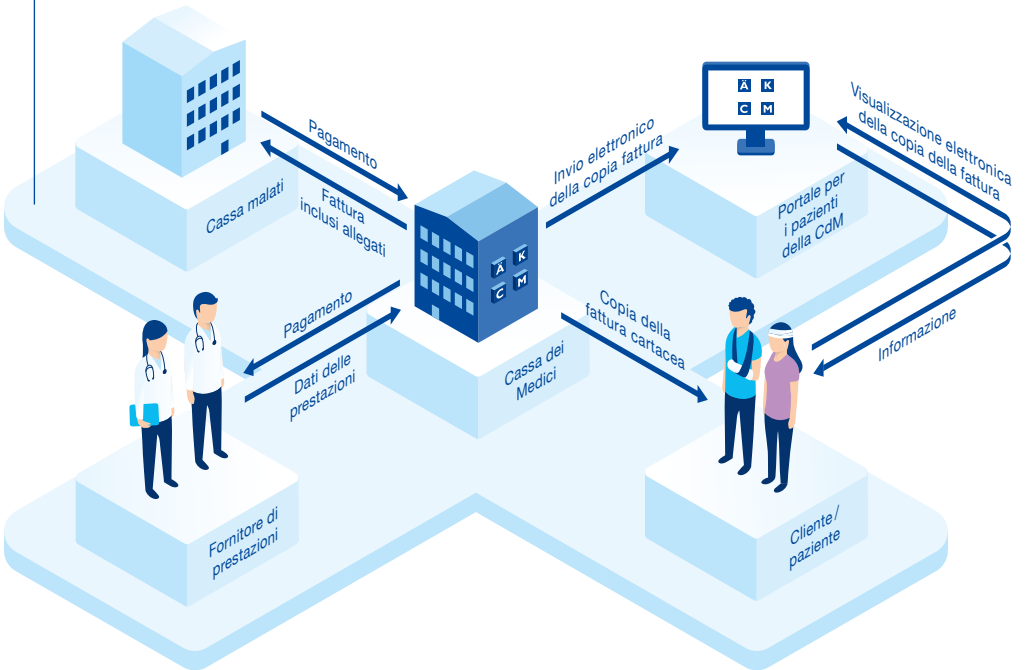 Pagamento
Cassa malati
Fattura
inclusi allegati
Ä K
C M
Invio elettronico
della copia fattura
Ä K
C M
Portale per
i pazienti
della CdM
Visualizzazione elettronica
della copia della fattura
Informazione
Pagamento
Dati delle
prestazioni
Cassa dei
Medici
Copia della
fattura cartacea
Fornitore di
prestazioni
Cliente/
paziente